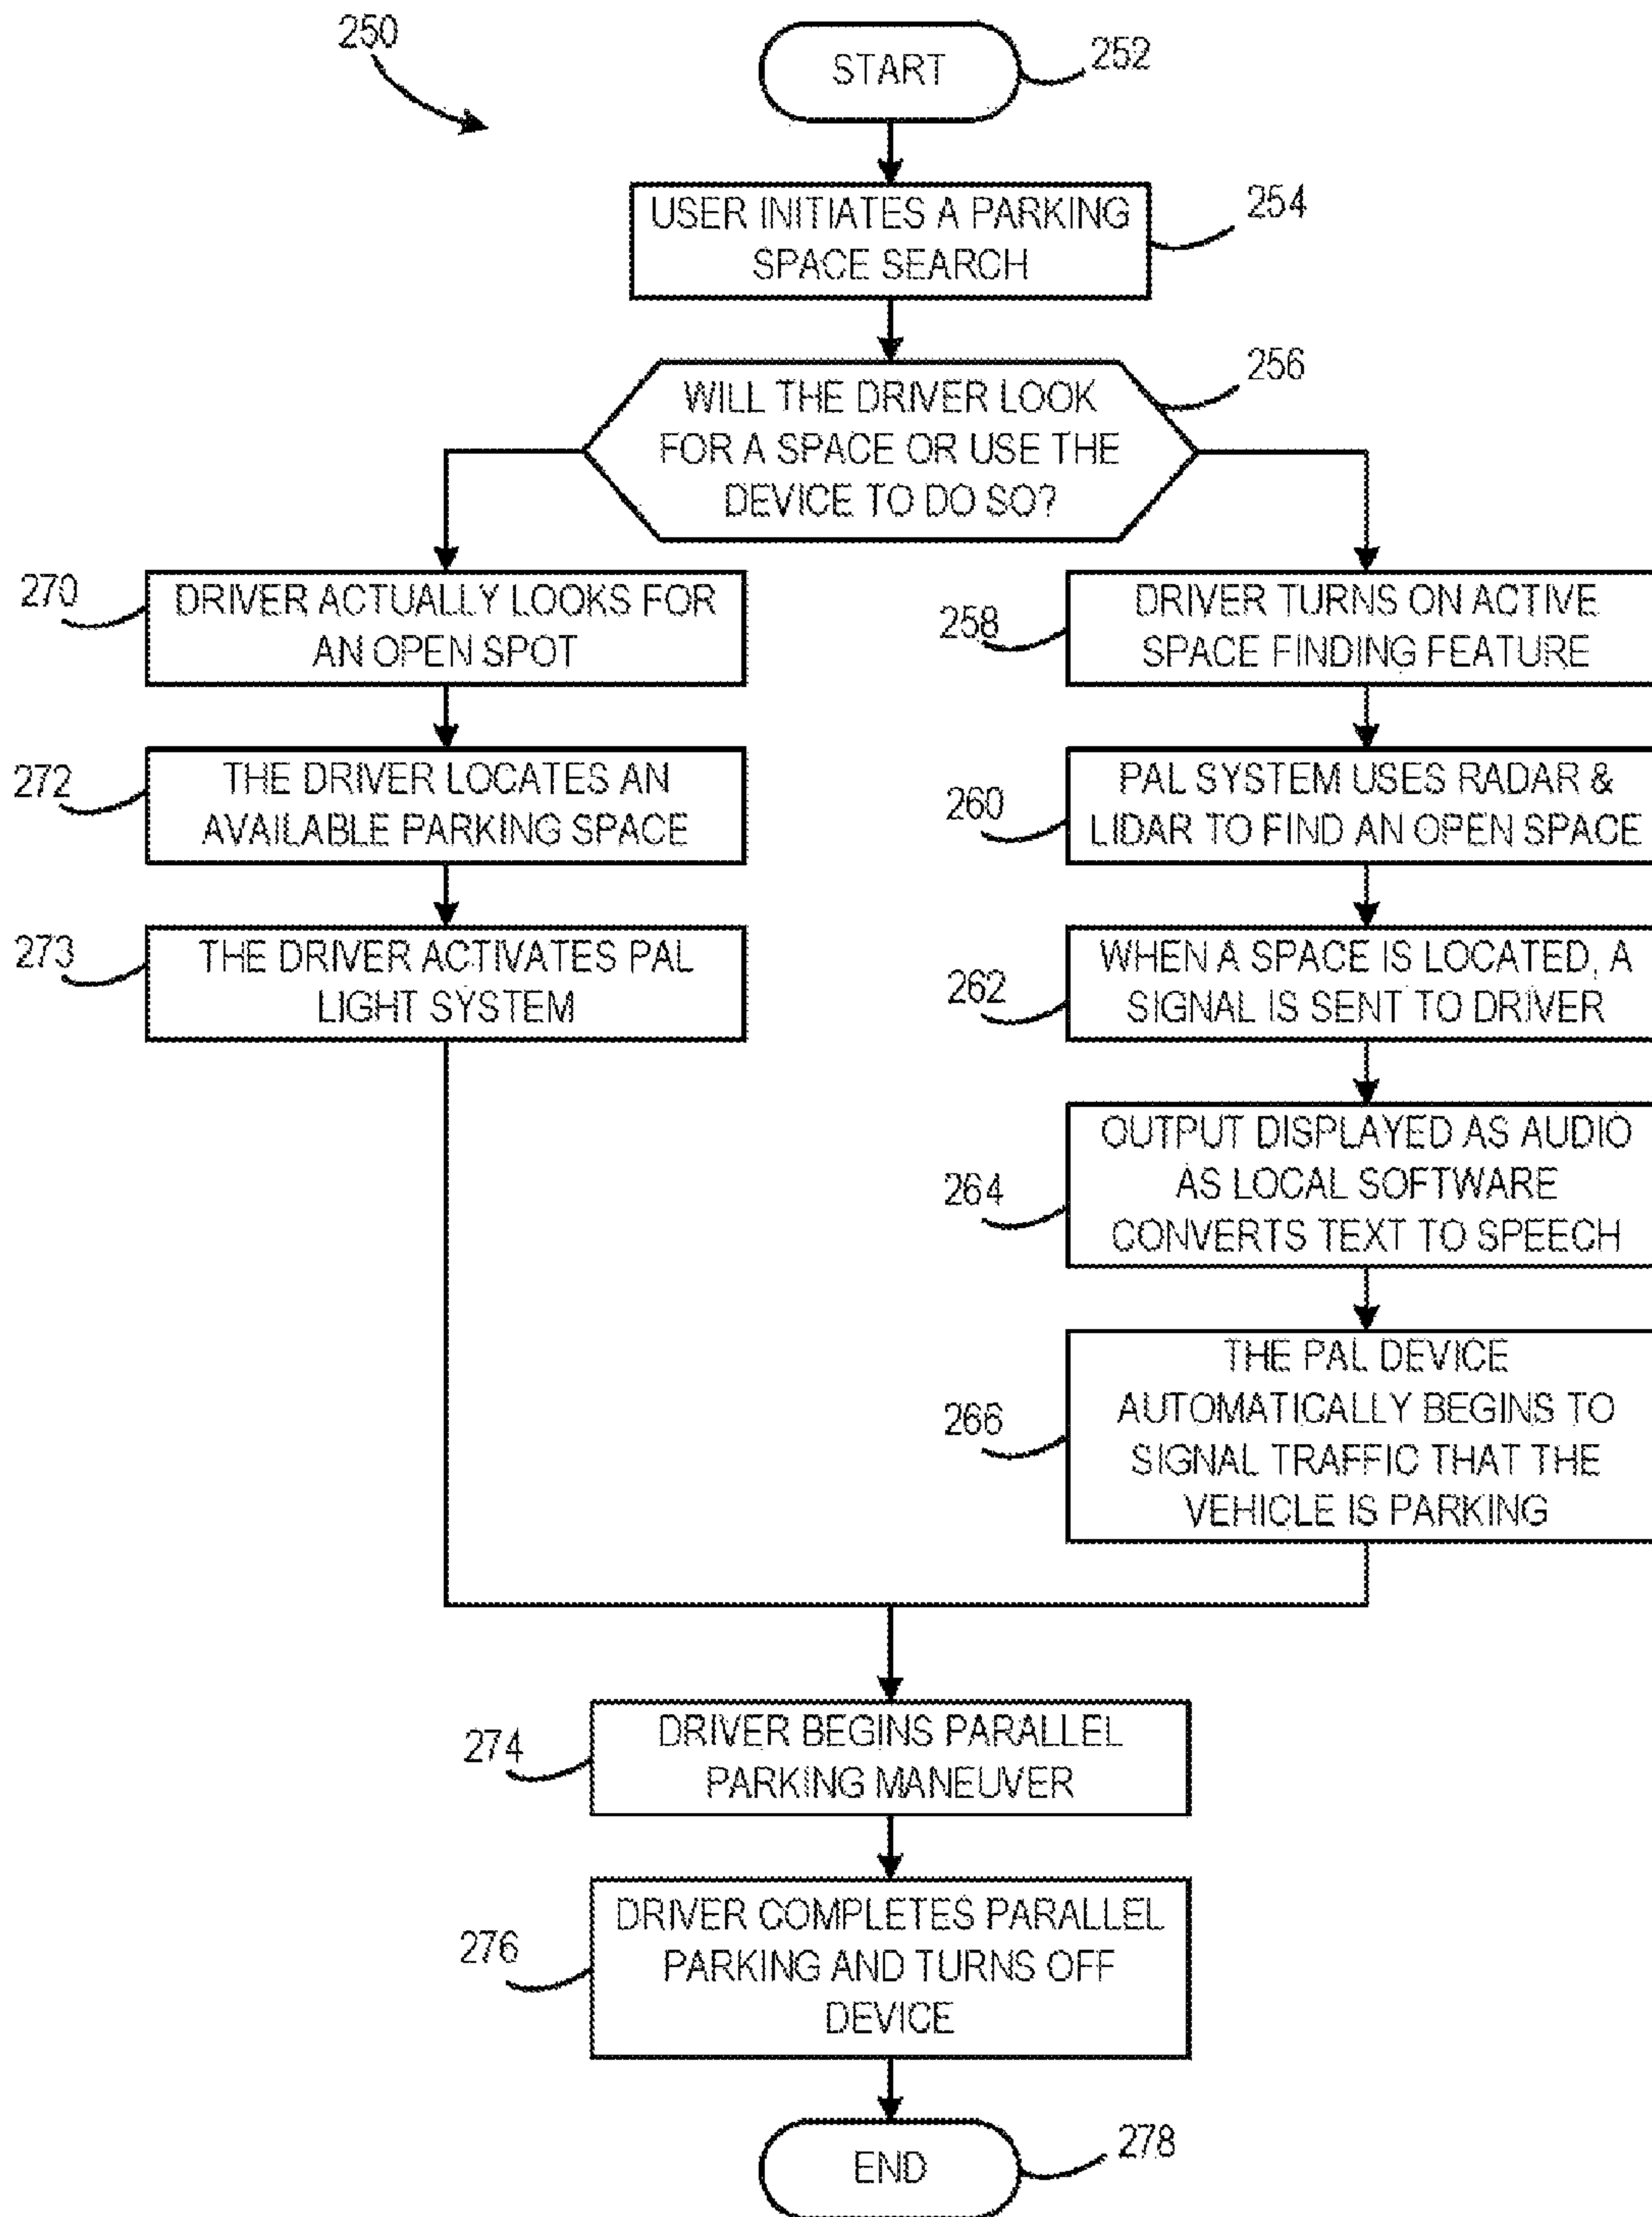 250
START
252
USER INITIATES A PARKING
SPACE SEARCH
254
WILL THE DRIVER LOOK
FOR A SPACE OR USE THE
DEVICE TO DO SO?
256
270
DRIVER ACTUALLY LOOKS FOR
AN OPEN SPOT
272
THE DRIVER LOCATES AN
AVAILABLE PARKING SPACE
273
THE DRIVER ACTIVATES PAL
LIGHT SYSTEM
258
DRIVER TURNS ON ACTIVE
SPACE FINDING FEATURE
260
PAL SYSTEM USES RADAR &
LIDAR TO FIND AN OPEN SPACE
262
WHEN A SPACE IS LOCATED, A
SIGNAL IS SENT TO DRIVER
264
OUTPUT DISPLAYED AS AUDIO
AS LOCAL SOFTWARE
CONVERTS TEXT TO SPEECH
266
THE PAL DEVICE
AUTOMATICALLY BEGINS TO
SIGNAL TRAFFIC THAT THE
VEHICLE IS PARKING
274
DRIVER BEGINS PARALLEL
PARKING MANEUVER
276
DRIVER COMPLETES PARALLEL
PARKING AND TURNS OFF
DEVICE
END
278